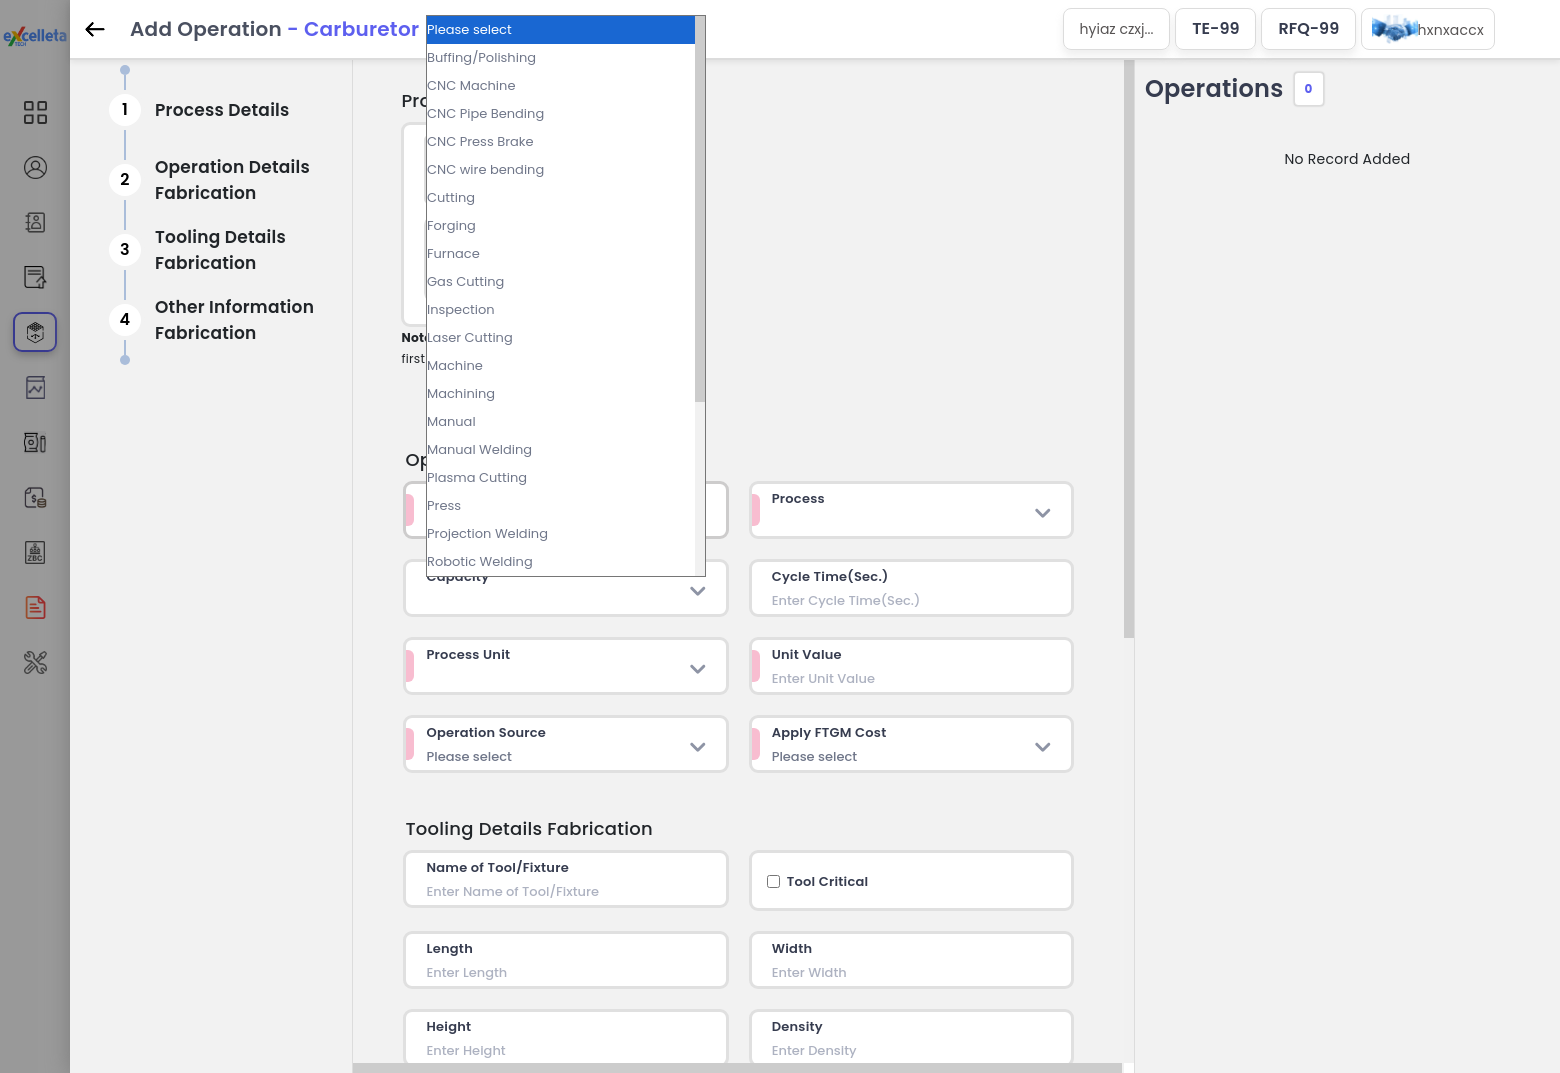 eXcelleta
TECH
Add Operation - Carburetor
hyiaz czxj...
TE-99
RFQ-99
hxnxaccx
1 Process Details
2 Operation Details
Fabrication
3 Tooling Details
Fabrication
4 Other Information
Fabrication
ZBC
Please select
Buffing/Polishing
CNC Machine
CNC Pipe Bending
CNC Press Brake
CNC wire bending
Cutting
Forging
Furnace
Gas Cutting
Inspection
Laser Cutting
Machine
Machining
Manual
Manual Welding
Plasma Cutting
Press
Projection Welding
Robotic Welding
first
Process
Capacity
Cycle Time(Sec.)
Enter Cycle Time(Sec.)
Process Unit
Unit Value
Enter Unit Value
Operation Source
Please select
Apply FTGM Cost
Please select
Tooling Details Fabrication
Name of Tool/Fixture
Enter Name of Tool/Fixture
Tool Critical
Length
Enter Length
Width
Enter Width
Height
Enter Height
Density
Enter Density
Operations 0
No Record Added